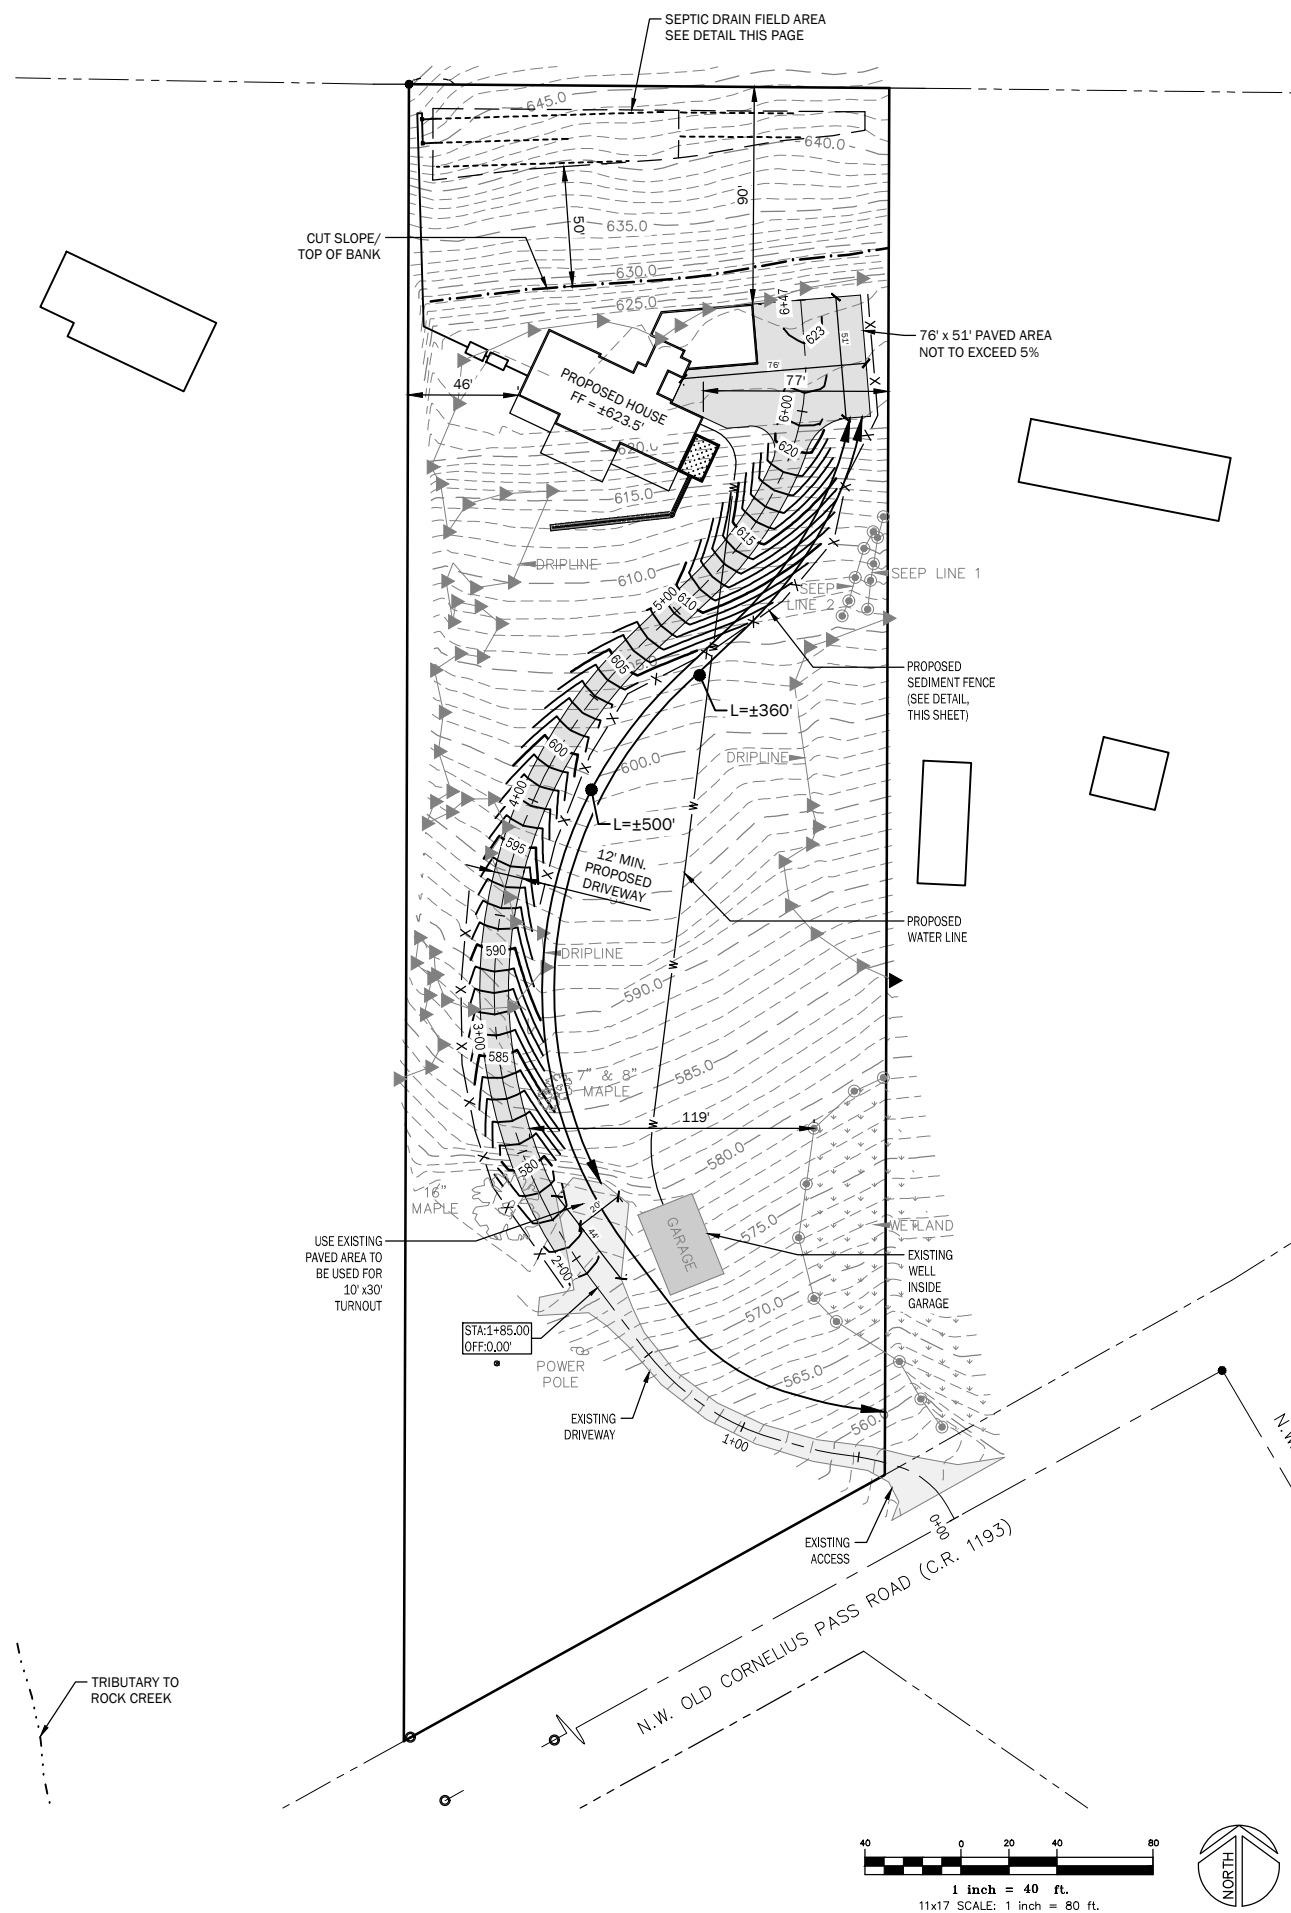 SEPTIC DRAIN FIELD AREA
SEE DETAIL THIS PAGE
645.0
640.0
90'
50'
635.0
CUT SLOPE/
TOP OF BANK
630.0
625.0
6+47
623
51'
76' x 51' PAVED AREA
NOT TO EXCEED 5%
76'
77'
46'
PROPOSED HOUSE
FF = ±623.5'
6+00
620
615.0
W
615
DRIPLINE
610.0
5+00
610
SEEP LINE 1
SEEP
LINE 2
605
PROPOSED
SEDIMENT FENCE
(SEE DETAIL,
THIS SHEET)
W
L=±360'
600
600.0
DRIPLINE
4+00
W
L=±500'
595
12' MIN.
PROPOSED
DRIVEWAY
PROPOSED
WATER LINE
590
DRIPLINE
W
590.0
3+00
585
7" & 8"
MAPLE
585.0
W
119'
580
580.0
16"
MAPLE
20'
44'
GARAGE
575.0
WETLAND
USE EXISTING
PAVED AREA TO
BE USED FOR
10' x30'
TURNOUT
EXISTING
WELL
INSIDE
GARAGE
2+00
570.0
STA:1+85.00
OFF:0.00'
POWER
POLE
565.0
EXISTING
DRIVEWAY
560.0
1+00
0+00
EXISTING
ACCESS
N.W. OLD CORNELIUS PASS ROAD (C.R. 1193)
N.W.
TRIBUTARY TO
ROCK CREEK
40 0 20 40 80
1 inch = 40 ft.
11x17 SCALE: 1 inch = 80 ft.
NORTH